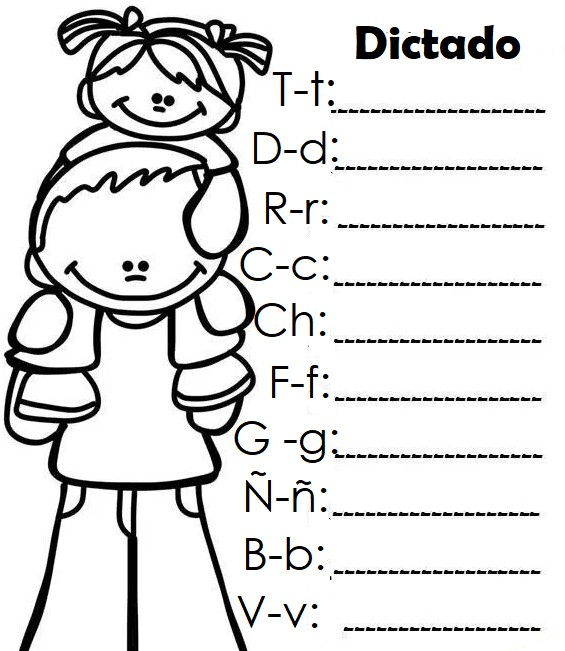 Dictado
T-t:
D-d:
R-r:
C-c:
Ch:
F-f:
G -g:
Ñ-ñ:
B-b:
V-v: